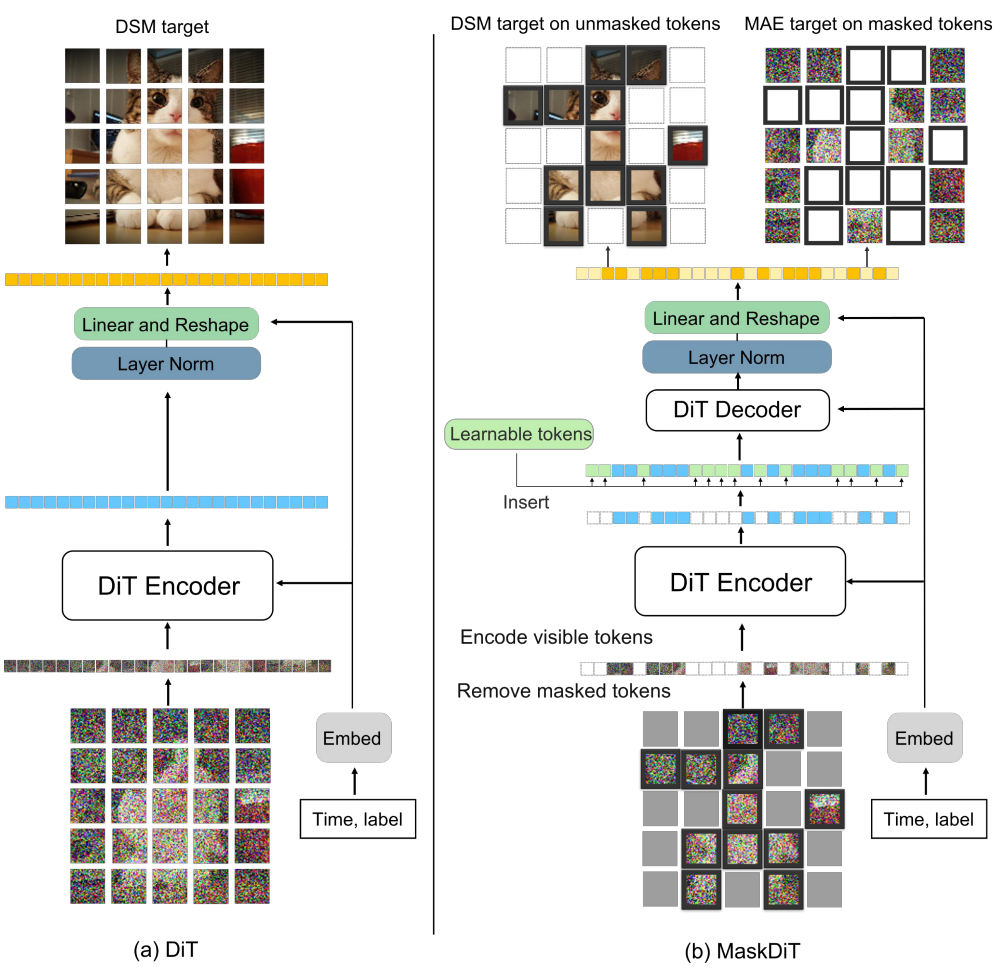 DSM target
Linear and Reshape
Layer Norm
DiT Encoder
Embed
Time, label
(a) DiT
DSM target on unmasked tokens
MAE target on masked tokens
Linear and Reshape
Layer Norm
DiT Decoder
Learnable tokens
Insert
DiT Encoder
Encode visible tokens
Remove masked tokens
Embed
Time, label
(b) MaskDiT